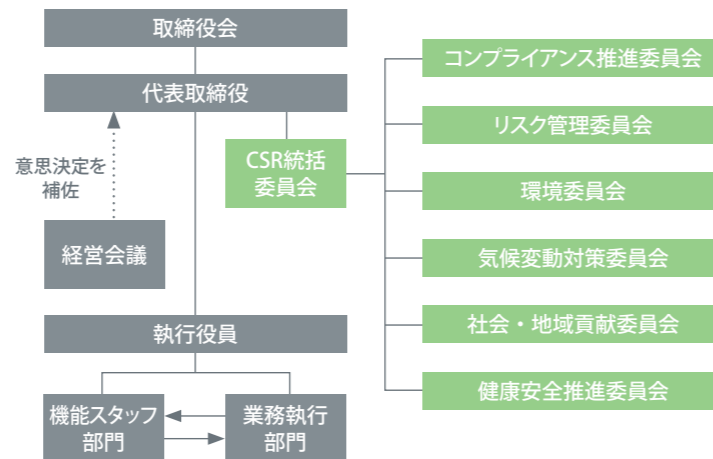 取締役会
代表取締役
意思決定を
補佐
CSR統括
委員会
経営会議
執行役員
機能スタッフ
部門
業務執行
部門
コンプライアンス推進委員会
リスク管理委員会
環境委員会
気候変動対策委員会
社会・地域貢献委員会
健康安全推進委員会